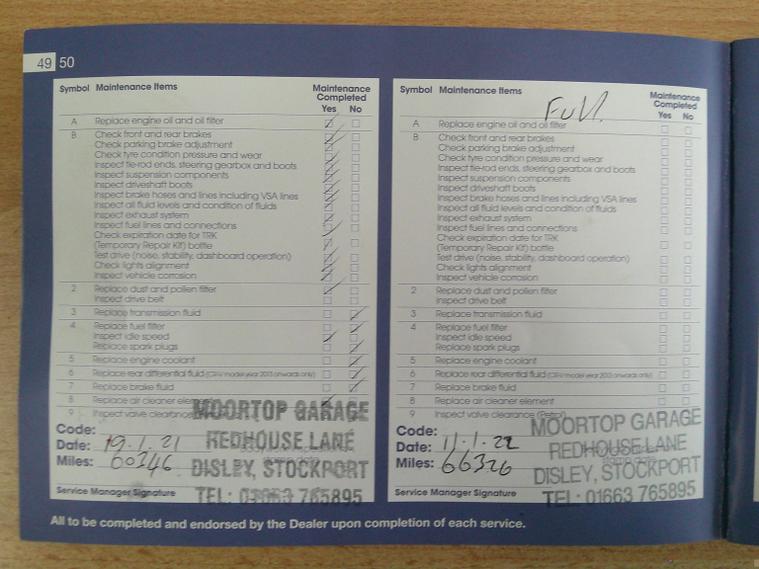 49 50
Symbol Maintenance Items Maintenance Completed
Yes No
A Replace engine oil and oil filter
B Check front and rear brakes
Check parking brake adjustment
Check tyre condition pressure and wear
Inspect tie-rod ends, steering gearbox and boots
Inspect suspension components
Inspect driveshaft boots
Inspect brake hoses and lines including VSA lines
Inspect all fluid levels and condition of fluids
Inspect exhaust system
Inspect fuel lines and connections
Check expiration date for TRK
(Temporary Repair Kit) bottle
Test drive (noise, stability, dashboard operation)
Check lights alignment
Inspect vehicle corrosion
2 Replace dust and pollen filter
Inspect drive belt
3 Replace transmission fluid
4 Replace fuel filter
Inspect idle speed
Replace spark plugs
5 Replace engine coolant
6 Replace rear differential fluid (CR-V model year 2013 onwards only)
7 Replace brake fluid
8 Replace air cleaner element
9 Inspect valve clearance
Code:
Date: 19.1.21
Miles: 60246
Service Manager Signature
MOORTOP GARAGE
REDHOUSE LANE
DISLEY, STOCKPORT
TEL: 01663 765895
Symbol Maintenance Items Maintenance Completed
Yes No
Full
A Replace engine oil and oil filter
B Check front and rear brakes
Check parking brake adjustment
Check tyre condition pressure and wear
Inspect tie-rod ends, steering gearbox and boots
Inspect suspension components
Inspect driveshaft boots
Inspect brake hoses and lines including VSA lines
Inspect all fluid levels and condition of fluids
Inspect exhaust system
Inspect fuel lines and connections
Check expiration date for TRK
(Temporary Repair Kit) bottle
Test drive (noise, stability, dashboard operation)
Check lights alignment
Inspect vehicle corrosion
2 Replace dust and pollen filter
Inspect drive belt
3 Replace transmission fluid
4 Replace fuel filter
Inspect idle speed
Replace spark plugs
5 Replace engine coolant
6 Replace rear differential fluid (CR-V model year 2013 onwards only)
7 Replace brake fluid
8 Replace air cleaner element
9 Inspect valve clearance (Petrol)
Code:
Date: 11.1.22
Miles: 66326
Service Manager Signature
MOORTOP GARAGE
REDHOUSE LANE
DISLEY, STOCKPORT
TEL: 01663 765895
All to be completed and endorsed by the Dealer upon completion of each service.